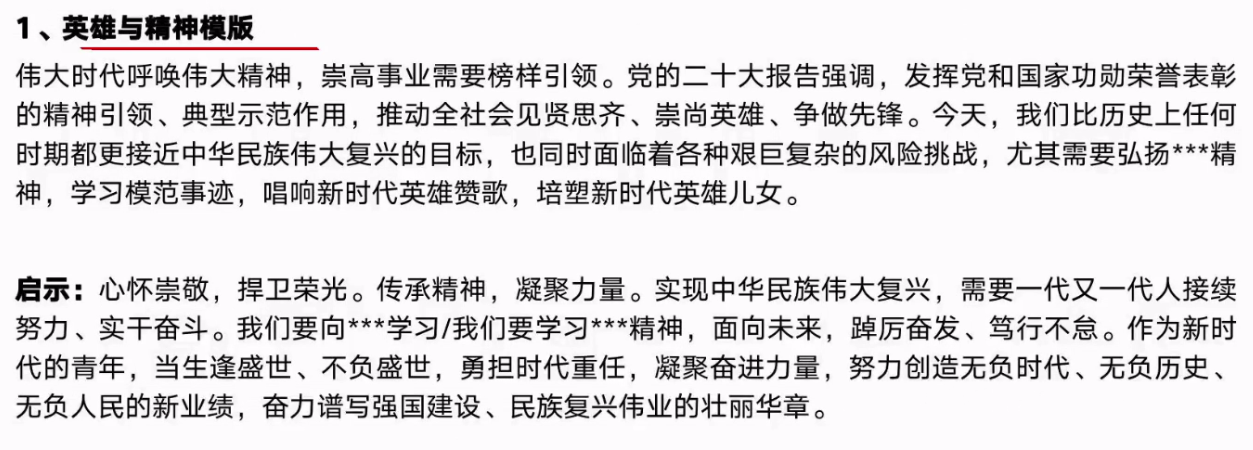 1、英雄与精神模版
伟大时代呼唤伟大精神，崇高事业需要榜样引领。党的二十大报告强调，发挥党和国家功勋荣誉表彰
的精神引领、典型示范作用，推动全社会见贤思齐、崇尚英雄、争做先锋。今天，我们比历史上任何
时期都更接近中华民族伟大复兴的目标，也同时面临着各种艰巨复杂的风险挑战，尤其需要弘扬***精
神，学习模范事迹，唱响新时代英雄赞歌，培塑新时代英雄儿女。
启示：心怀崇敬，捍卫荣光。传承精神，凝聚力量。实现中华民族伟大复兴，需要一代又一代人接续
努力、实干奋斗。我们要向***学习/我们要学习***精神，面向未来，踔厉奋发、笃行不怠。作为新时
代的青年，当生逢盛世、不负盛世，勇担时代重任，凝聚奋进力量，努力创造无负时代、无负历史、
无负人民的新业绩，奋力谱写强国建设、民族复兴伟业的壮丽华章。